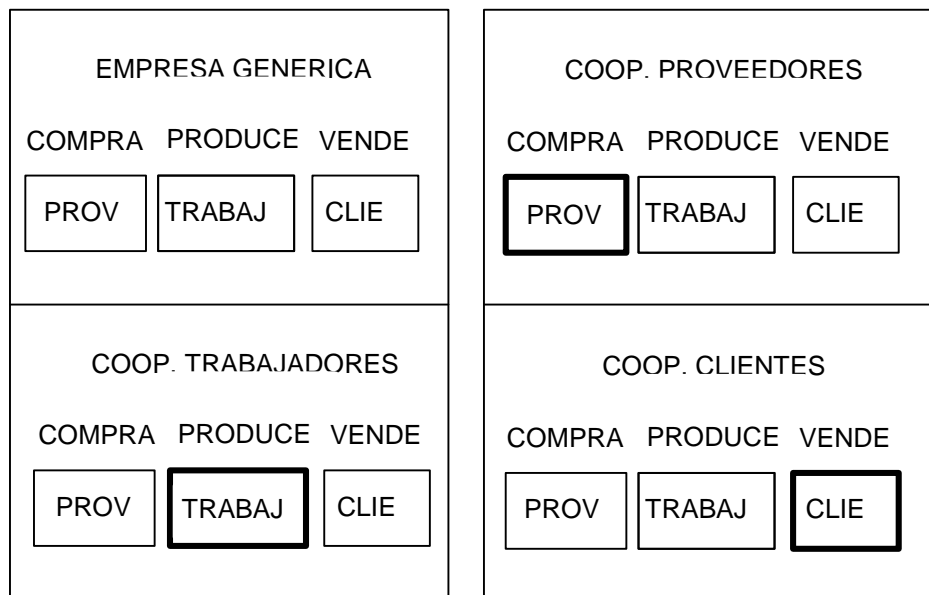 EMPRESA GENERICA
COMPRA PRODUCE VENDE
PROV TRABAJ CLIE
COOP. PROVEEDORES
COMPRA PRODUCE VENDE
PROV TRABAJ CLIE
COOP. TRABAJADORES
COMPRA PRODUCE VENDE
PROV TRABAJ CLIE
COOP. CLIENTES
COMPRA PRODUCE VENDE
PROV TRABAJ CLIE